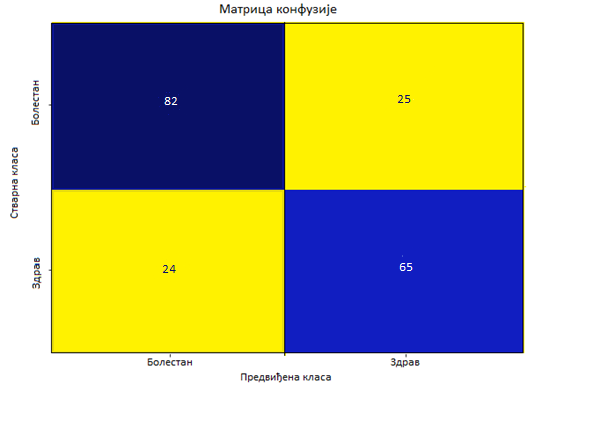 Матрица конфузије
Болестан
82
25
Стварна класа
Здрав
24
65
Болестан
Здрав
Предвиђена класа